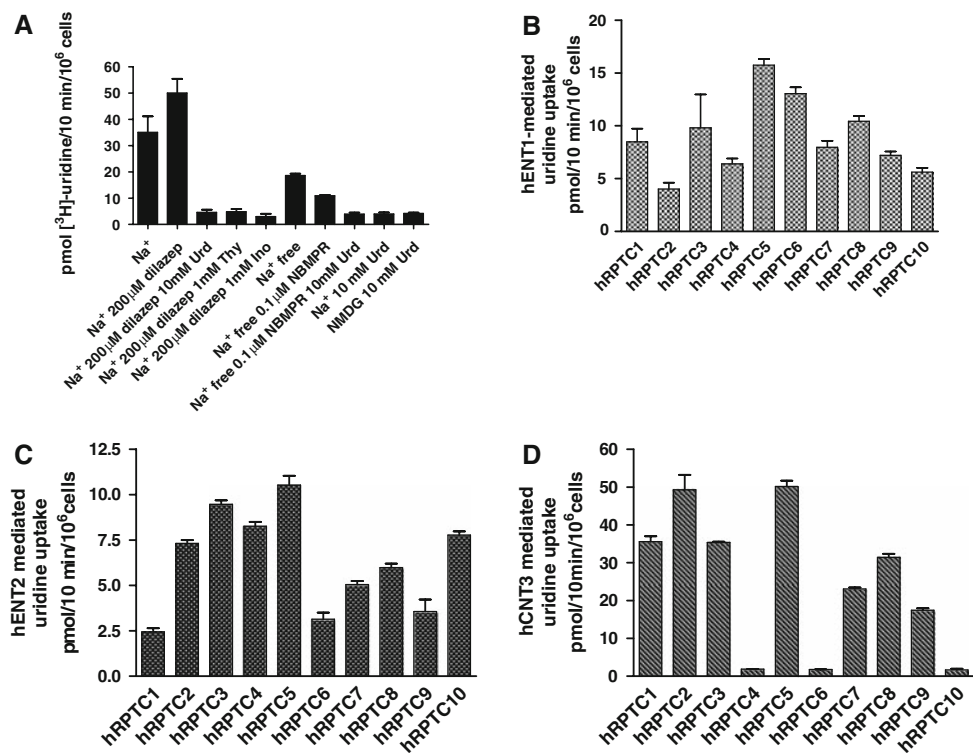 A
pmol [³H]-uridine/10 min/10⁶ cells
60
50
40
30
20
10
0
Na⁺
Na⁺ 200μM dilazep
Na⁺ 200μM dilazep 10mM Urd
Na⁺ 200μM dilazep 1mM Thy
Na⁺ 200μM dilazep 1mM Ino
Na⁺ free
Na⁺ free 0.1μM NBMPR
Na⁺ free 0.1μM NBMPR 10mM Urd
Na⁺ 10 mM Urd
NMDG 10 mM Urd
B
hENT1-mediated
uridine uptake
pmol/10 min/10⁶ cells
20
15
10
5
0
hRPTC1
hRPTC2
hRPTC3
hRPTC4
hRPTC5
hRPTC6
hRPTC7
hRPTC8
hRPTC9
hRPTC10
C
hENT2 mediated
uridine uptake
pmol/10 min/10⁶cells
12.5
10.0
7.5
5.0
2.5
0.0
hRPTC1
hRPTC2
hRPTC3
hRPTC4
hRPTC5
hRPTC6
hRPTC7
hRPTC8
hRPTC9
hRPTC10
D
hCNT3 mediated
uridine uptake
pmol/10min/10⁶cells
60
50
40
30
20
10
0
hRPTC1
hRPTC2
hRPTC3
hRPTC4
hRPTC5
hRPTC6
hRPTC7
hRPTC8
hRPTC9
hRPTC10